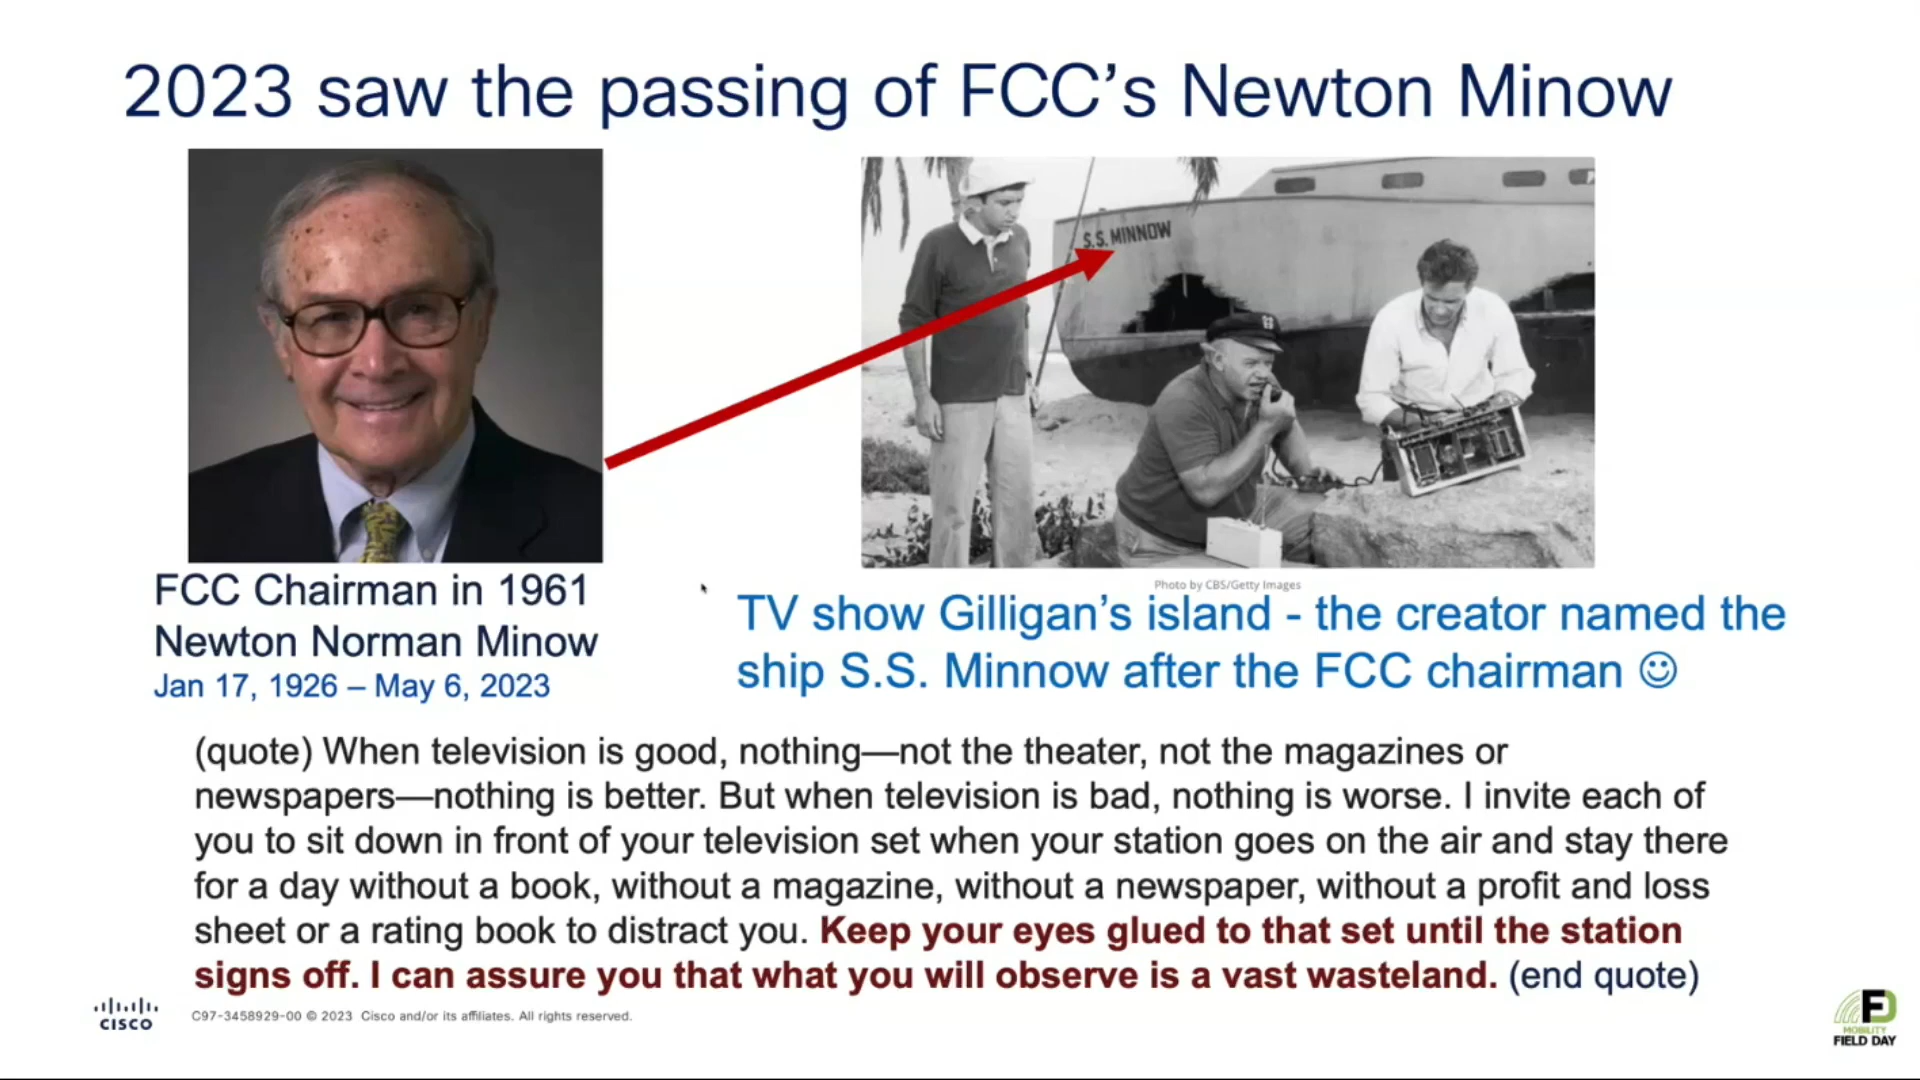 2023 saw the passing of FCC’s Newton Minow
S.S. MINNOW
FCC Chairman in 1961
Newton Norman Minow
Jan 17, 1926 – May 6, 2023
Photo by CBS/Getty Images
TV show Gilligan’s island - the creator named the
ship S.S. Minnow after the FCC chairman ☺
(quote) When television is good, nothing—not the theater, not the magazines or
newspapers—nothing is better. But when television is bad, nothing is worse. I invite each of
you to sit down in front of your television set when your station goes on the air and stay there
for a day without a book, without a magazine, without a newspaper, without a profit and loss
sheet or a rating book to distract you. Keep your eyes glued to that set until the station
signs off. I can assure you that what you will observe is a vast wasteland. (end quote)
CISCO
C97-3458929-00 © 2023 Cisco and/or its affiliates. All rights reserved.
FD
MOBILITY
FIELD DAY